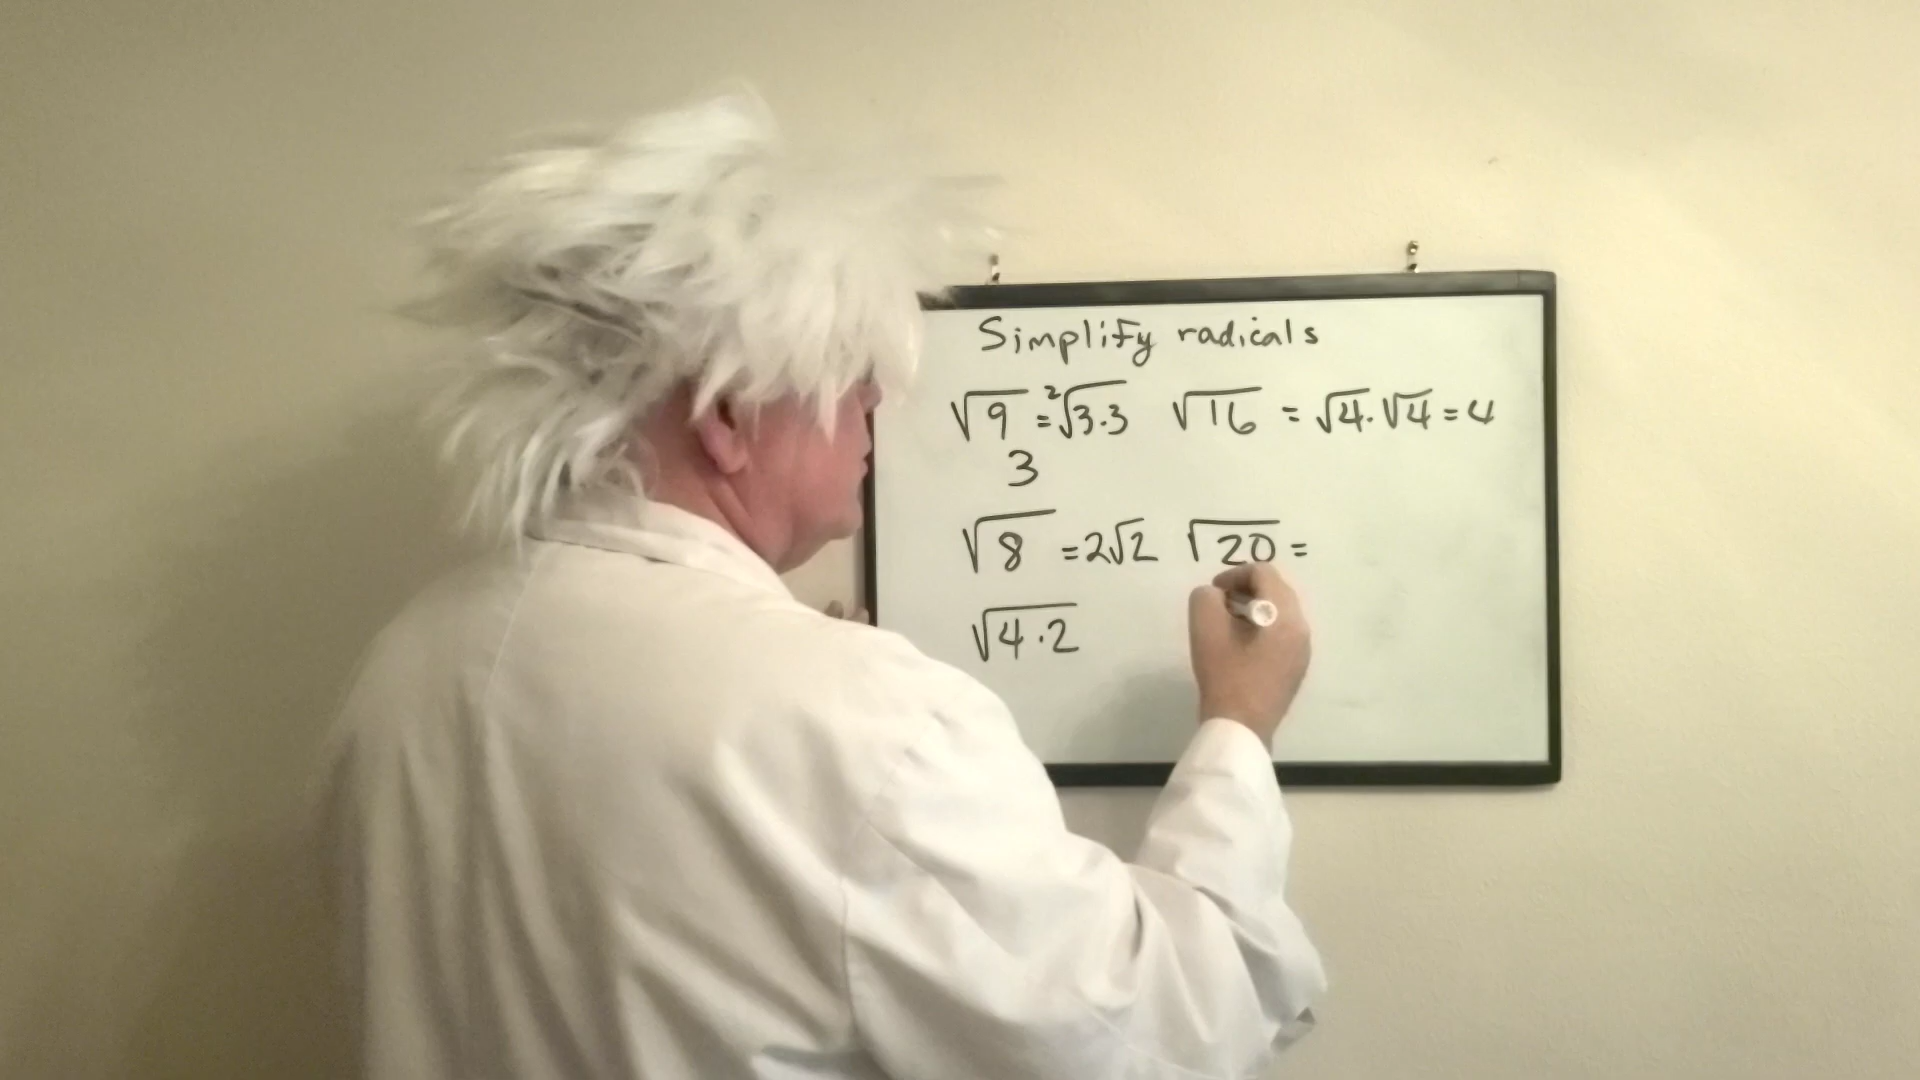 Simplify radicals
√9 = ²√3·3 √16 = √4·√4 = 4
3
√8 = 2√2 √20 =
√4·2